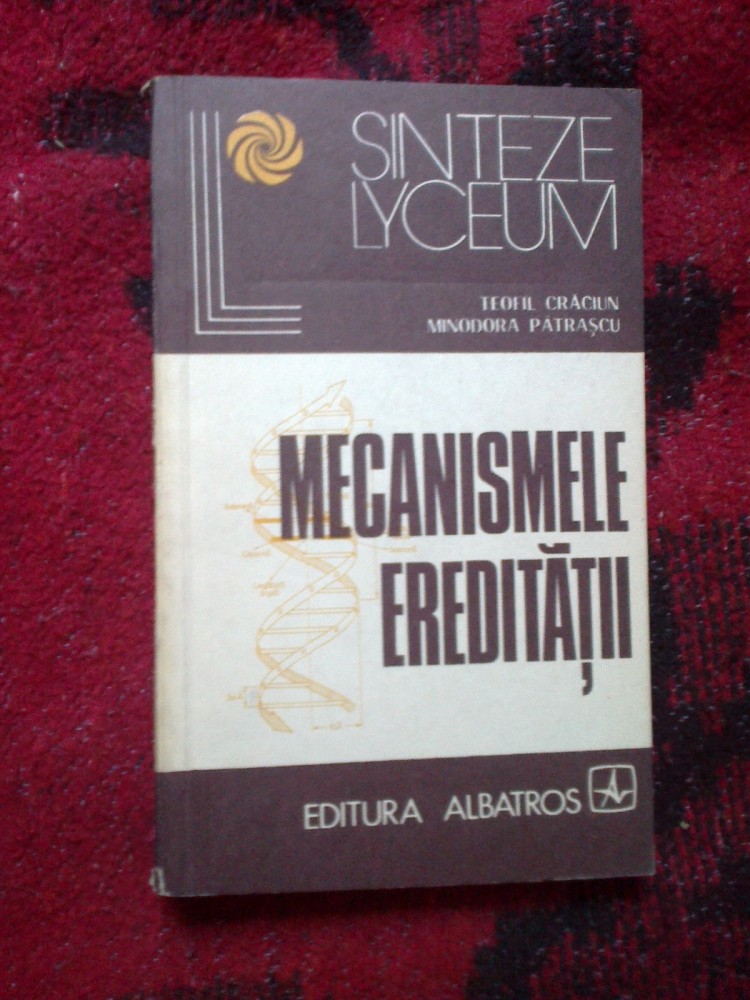 SINTEZE
LYCEUM
TEOFIL CRĂCIUN
MINODORA PĂTRAȘCU
MECANISMELE
EREDITĂȚII
EDITURA ALBATROS